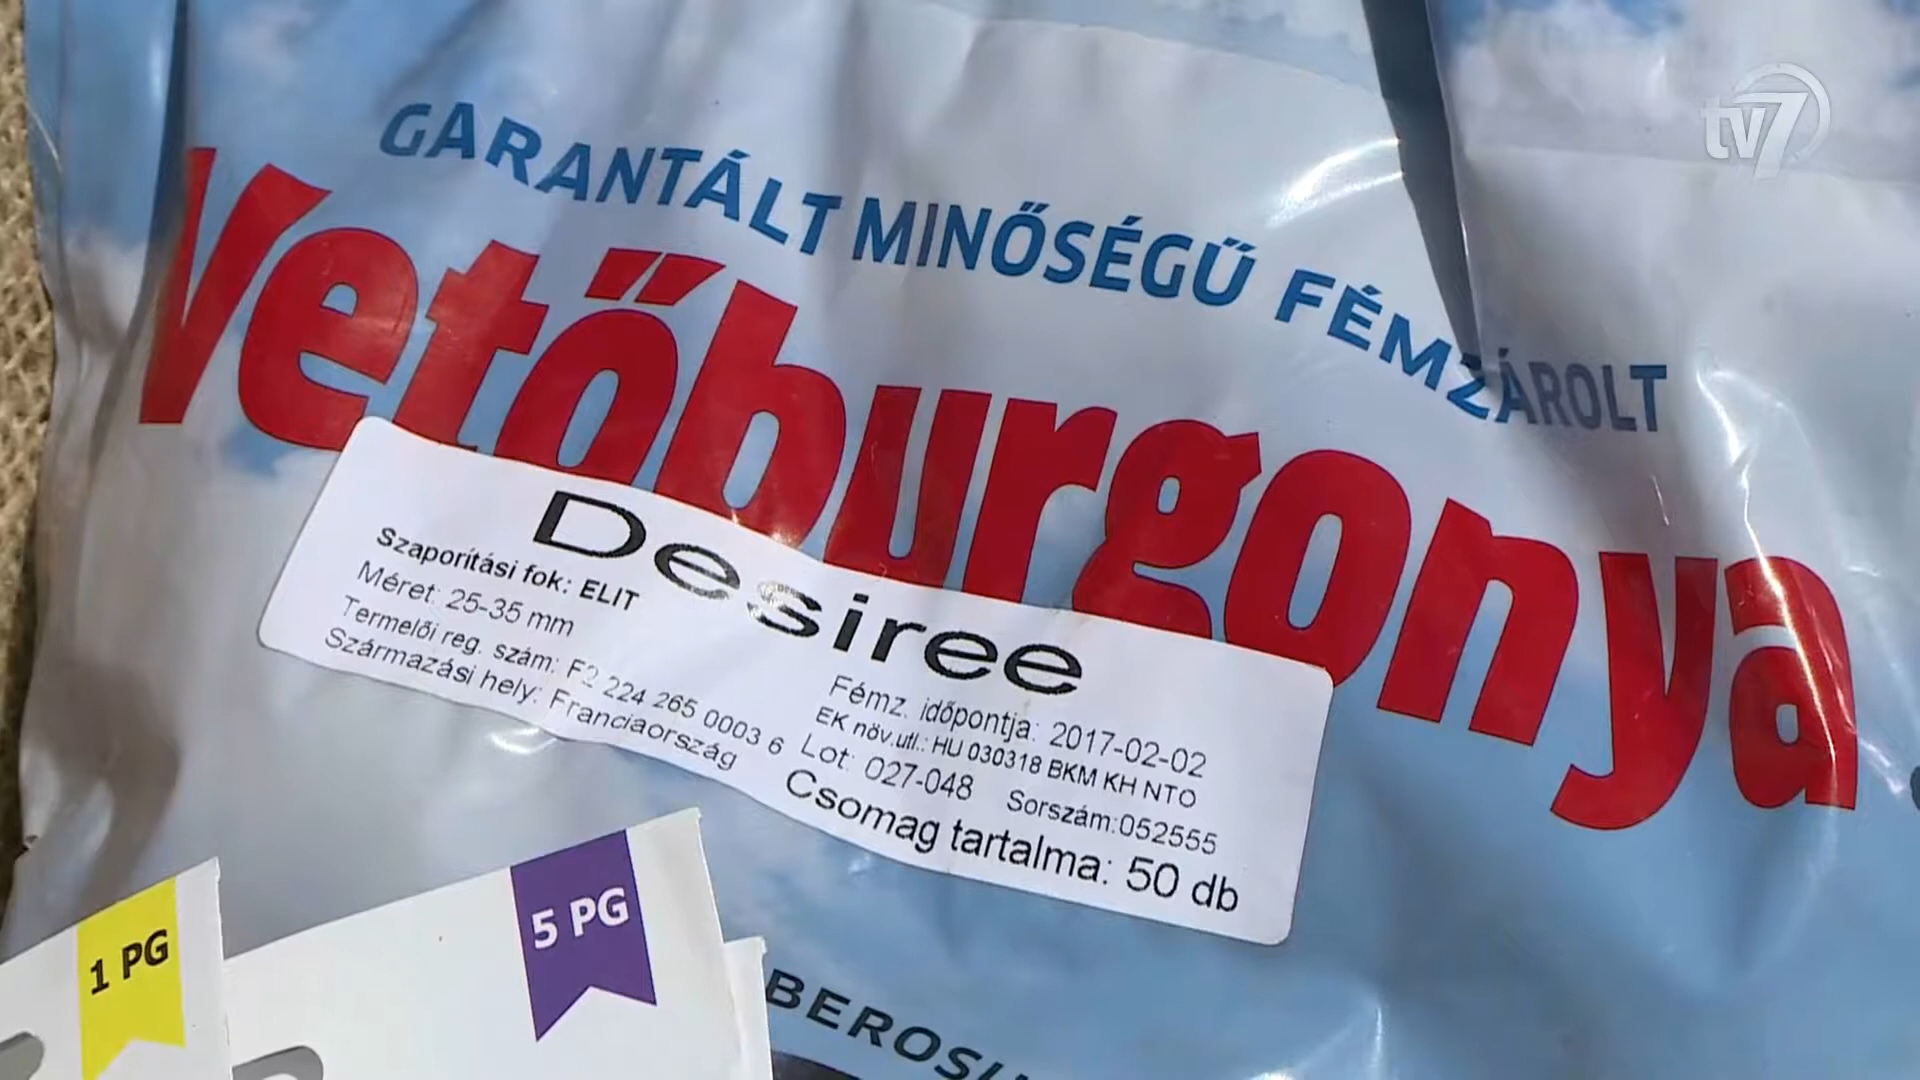 tv7
GARANTÁLT MINŐSÉGŰ FÉMZÁROLT
Vetőburgonya
Desiree
Szaporítási fok: ELIT
Méret: 25-35 mm
Termelői reg. szám: F2 224 265 0003 6
Származási hely: Franciaország
Fémz. időpontja: 2017-02-02
EK növ.utl.: HU 030318 BKM KH NTO
Lot: 027-048 Sorszám:052555
Csomag tartalma: 50 db
1 PG
5 PG